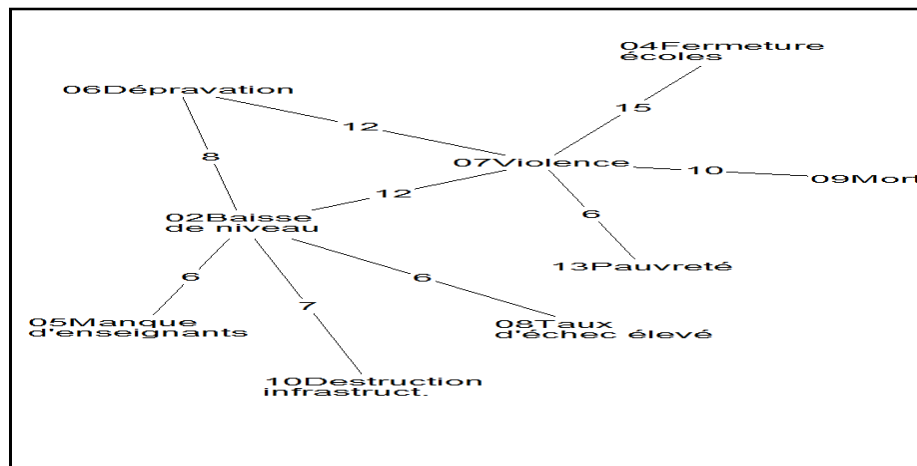 04Fermeture
écoles
06Dépravation
15
12
8
07Violence
10
09Mort
12
02Baisse
de niveau
6
13Pauvreté
6
6
7
05Manque
d'enseignants
08Taux
d'échec élevé
10Destruction
infrastruct.